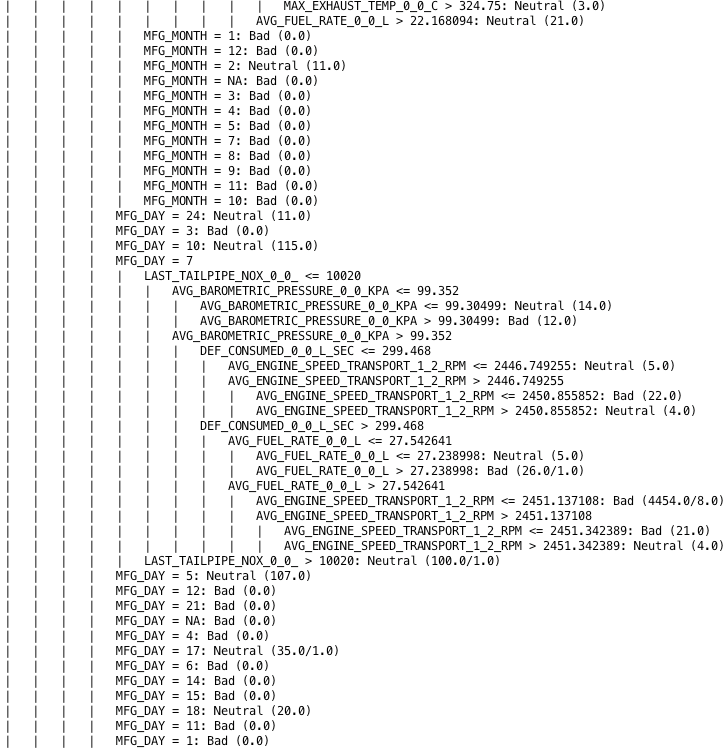 |   |   |   |   |   |   |   |   |   |   MAX_EXHAUST_TEMP_0_0_C > 324.75: Neutral (3.0)
|   |   |   |   |   |   |   |   |   AVG_FUEL_RATE_0_0_L > 22.168094: Neutral (21.0)
|   |   |   |   |   MFG_MONTH = 1: Bad (0.0)
|   |   |   |   |   MFG_MONTH = 12: Bad (0.0)
|   |   |   |   |   MFG_MONTH = 2: Neutral (11.0)
|   |   |   |   |   MFG_MONTH = NA: Bad (0.0)
|   |   |   |   |   MFG_MONTH = 3: Bad (0.0)
|   |   |   |   |   MFG_MONTH = 4: Bad (0.0)
|   |   |   |   |   MFG_MONTH = 5: Bad (0.0)
|   |   |   |   |   MFG_MONTH = 7: Bad (0.0)
|   |   |   |   |   MFG_MONTH = 8: Bad (0.0)
|   |   |   |   |   MFG_MONTH = 9: Bad (0.0)
|   |   |   |   |   MFG_MONTH = 11: Bad (0.0)
|   |   |   |   |   MFG_MONTH = 10: Bad (0.0)
|   |   |   |   MFG_DAY = 24: Neutral (11.0)
|   |   |   |   MFG_DAY = 3: Bad (0.0)
|   |   |   |   MFG_DAY = 10: Neutral (115.0)
|   |   |   |   MFG_DAY = 7
|   |   |   |   |   LAST_TAILPIPE_NOX_0_0_ <= 10020
|   |   |   |   |   |   AVG_BAROMETRIC_PRESSURE_0_0_KPA <= 99.352
|   |   |   |   |   |   |   AVG_BAROMETRIC_PRESSURE_0_0_KPA <= 99.30499: Neutral (14.0)
|   |   |   |   |   |   |   AVG_BAROMETRIC_PRESSURE_0_0_KPA > 99.30499: Bad (12.0)
|   |   |   |   |   |   AVG_BAROMETRIC_PRESSURE_0_0_KPA > 99.352
|   |   |   |   |   |   |   DEF_CONSUMED_0_0_L_SEC <= 299.468
|   |   |   |   |   |   |   |   AVG_ENGINE_SPEED_TRANSPORT_1_2_RPM <= 2446.749255: Neutral (5.0)
|   |   |   |   |   |   |   |   AVG_ENGINE_SPEED_TRANSPORT_1_2_RPM > 2446.749255
|   |   |   |   |   |   |   |   |   AVG_ENGINE_SPEED_TRANSPORT_1_2_RPM <= 2450.855852: Bad (22.0)
|   |   |   |   |   |   |   |   |   AVG_ENGINE_SPEED_TRANSPORT_1_2_RPM > 2450.855852: Neutral (4.0)
|   |   |   |   |   |   |   DEF_CONSUMED_0_0_L_SEC > 299.468
|   |   |   |   |   |   |   |   AVG_FUEL_RATE_0_0_L <= 27.542641
|   |   |   |   |   |   |   |   |   AVG_FUEL_RATE_0_0_L <= 27.238998: Neutral (5.0)
|   |   |   |   |   |   |   |   |   AVG_FUEL_RATE_0_0_L > 27.238998: Bad (26.0/1.0)
|   |   |   |   |   |   |   |   AVG_FUEL_RATE_0_0_L > 27.542641
|   |   |   |   |   |   |   |   |   AVG_ENGINE_SPEED_TRANSPORT_1_2_RPM <= 2451.137108: Bad (4454.0/8.0)
|   |   |   |   |   |   |   |   |   AVG_ENGINE_SPEED_TRANSPORT_1_2_RPM > 2451.137108
|   |   |   |   |   |   |   |   |   |   AVG_ENGINE_SPEED_TRANSPORT_1_2_RPM <= 2451.342389: Bad (21.0)
|   |   |   |   |   |   |   |   |   |   AVG_ENGINE_SPEED_TRANSPORT_1_2_RPM > 2451.342389: Neutral (4.0)
|   |   |   |   |   LAST_TAILPIPE_NOX_0_0_ > 10020: Neutral (100.0/1.0)
|   |   |   |   MFG_DAY = 5: Neutral (107.0)
|   |   |   |   MFG_DAY = 12: Bad (0.0)
|   |   |   |   MFG_DAY = 21: Bad (0.0)
|   |   |   |   MFG_DAY = NA: Bad (0.0)
|   |   |   |   MFG_DAY = 4: Bad (0.0)
|   |   |   |   MFG_DAY = 17: Neutral (35.0/1.0)
|   |   |   |   MFG_DAY = 6: Bad (0.0)
|   |   |   |   MFG_DAY = 14: Bad (0.0)
|   |   |   |   MFG_DAY = 15: Bad (0.0)
|   |   |   |   MFG_DAY = 18: Neutral (20.0)
|   |   |   |   MFG_DAY = 11: Bad (0.0)
|   |   |   |   MFG_DAY = 1: Bad (0.0)